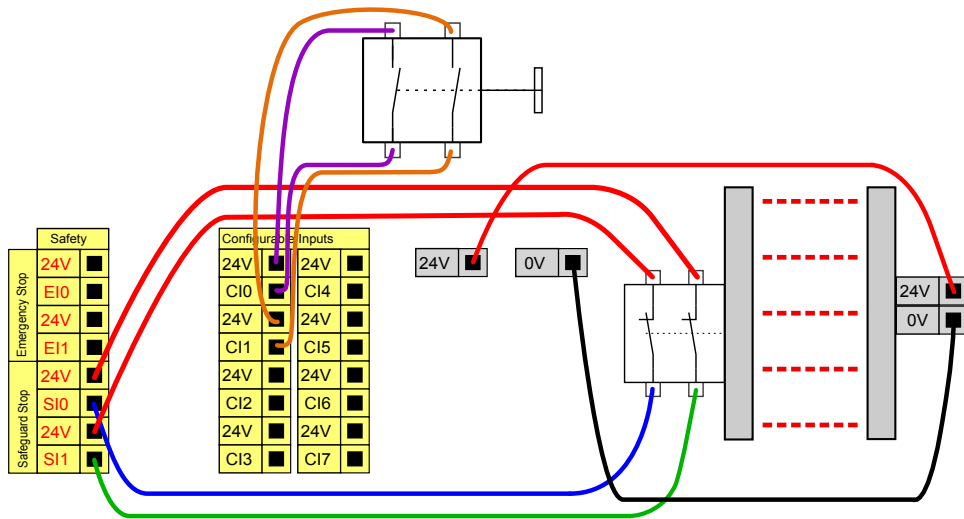 Safety
Emergency Stop
24V
EI0
24V
EI1
Safeguard Stop
24V
SI0
24V
SI1
Configurable Inputs
24V 24V
CI0 CI4
24V 24V
CI1 CI5
24V 24V
CI2 CI6
24V 24V
CI3 CI7
24V
0V
24V
0V